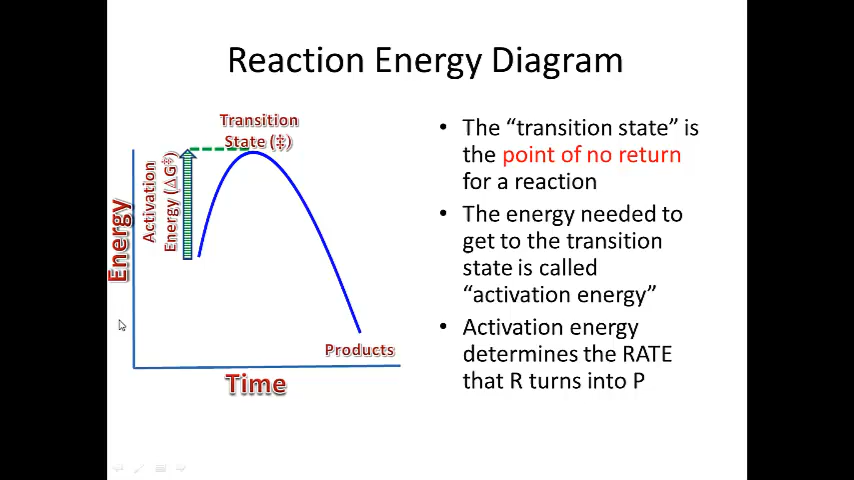 Reaction Energy Diagram
Transition
State (‡)
Activation
Energy (ΔG‡)
Energy
Products
Time
• The “transition state” is
the point of no return
for a reaction
• The energy needed to
get to the transition
state is called
“activation energy”
• Activation energy
determines the RATE
that R turns into P